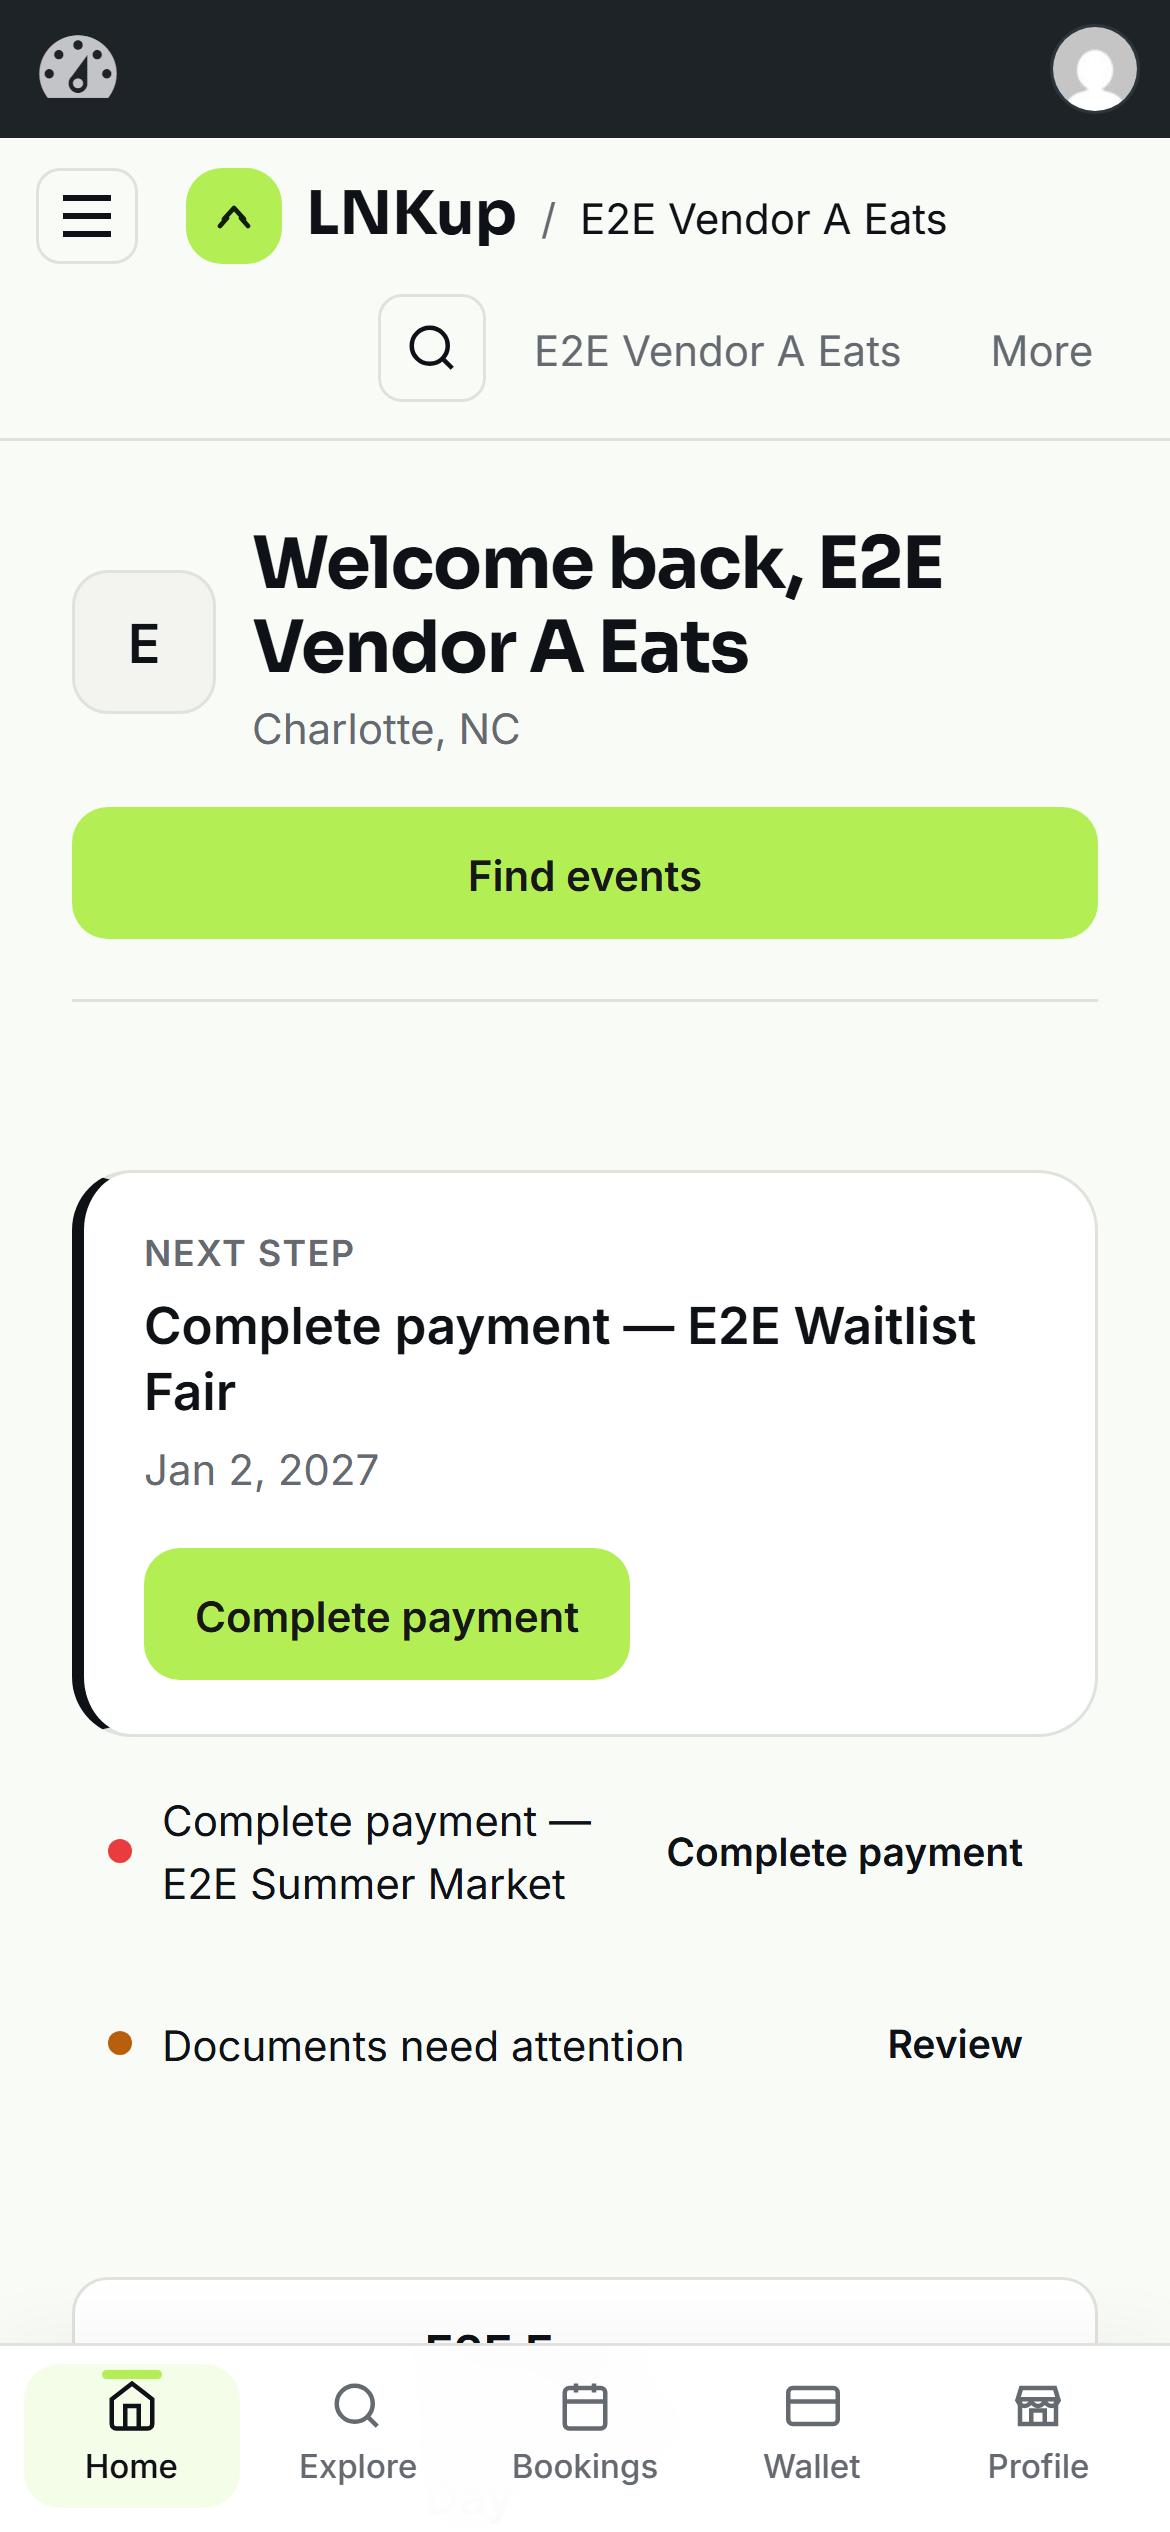 LNKup / E2E Vendor A Eats
E2E Vendor A Eats More
Welcome back, E2E
Vendor A Eats
E
Charlotte, NC
Find events
NEXT STEP
Complete payment — E2E Waitlist
Fair
Jan 2, 2027
Complete payment
Complete payment —
E2E Summer Market
Complete payment
Documents need attention
Review
Home
Explore
Bookings
Wallet
Profile